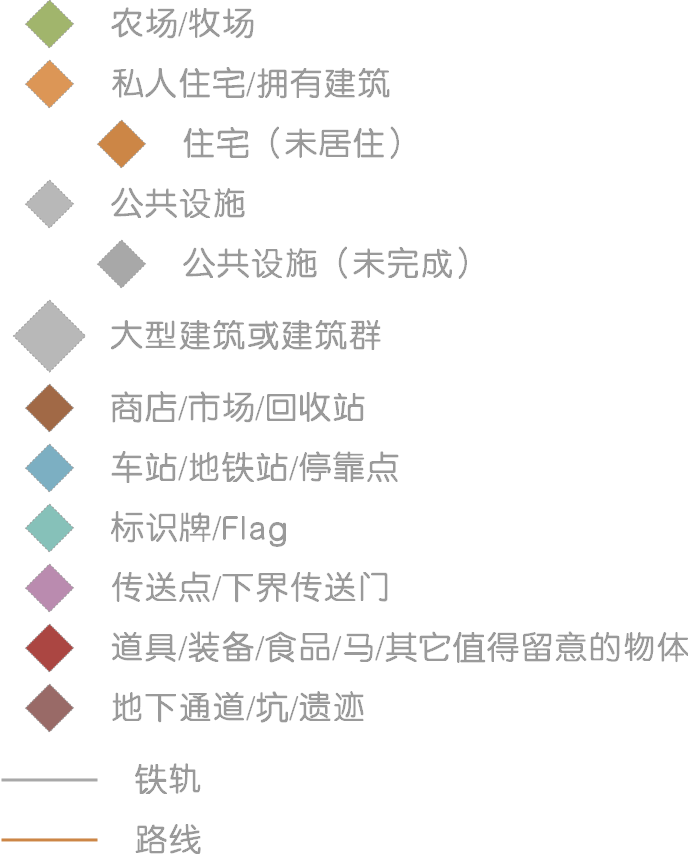 农场/牧场
私人住宅/拥有建筑
住宅（未居住）
公共设施
公共设施（未完成）
大型建筑或建筑群
商店/市场/回收站
车站/地铁站/停靠点
标识牌/Flag
传送点/下界传送门
道具/装备/食品/马/其它值得留意的物体
地下通道/坑/遗迹
铁轨
路线